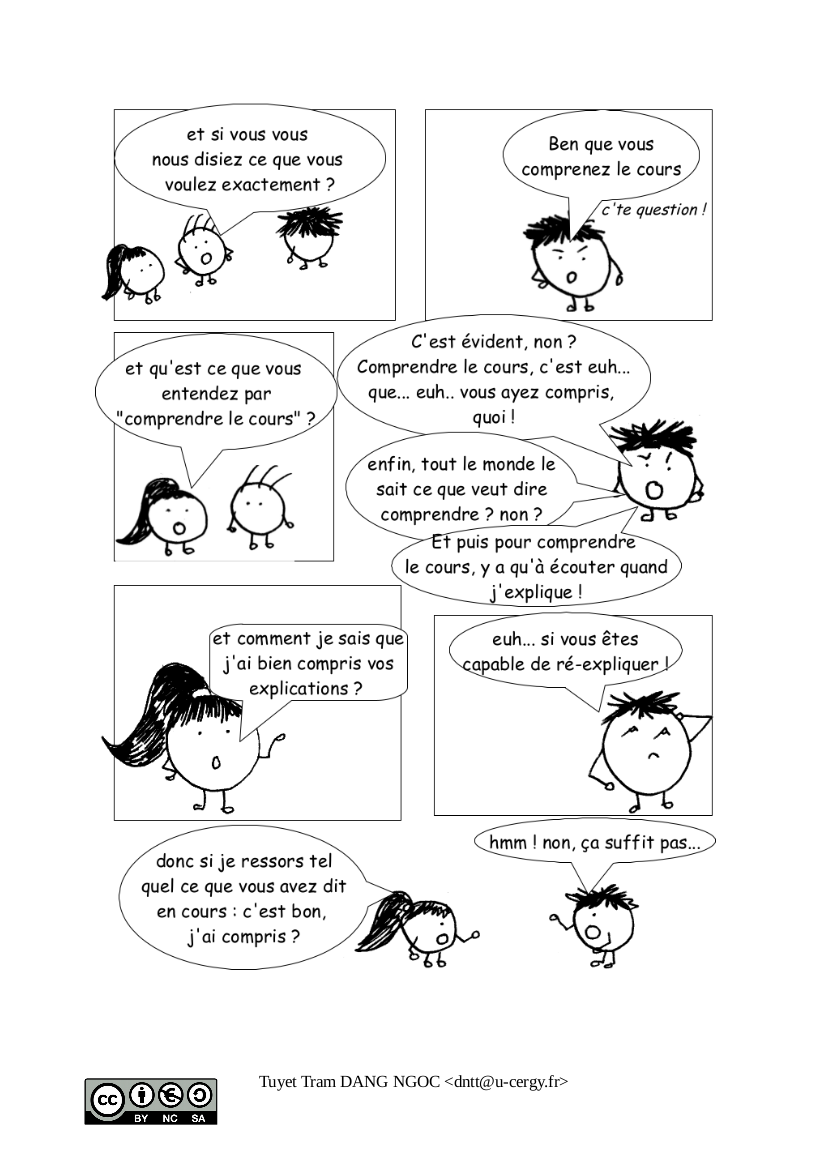 et si vous vous
nous disiez ce que vous
voulez exactement ?
Ben que vous
comprenez le cours
c'te question !
et qu'est ce que vous
entendez par
"comprendre le cours" ?
C'est évident, non ?
Comprendre le cours, c'est euh...
que... euh.. vous ayez compris,
quoi !
enfin, tout le monde le
sait ce que veut dire
comprendre ? non ?
Et puis pour comprendre
le cours, y a qu'à écouter quand
j'explique !
et comment je sais que
j'ai bien compris vos
explications ?
euh... si vous êtes
capable de ré-expliquer !
donc si je ressors tel
quel ce que vous avez dit
en cours : c'est bon,
j'ai compris ?
hmm ! non, ça suffit pas...
Tuyet Tram DANG NGOC <dntt@u-cergy.fr>
cc
BY NC SA